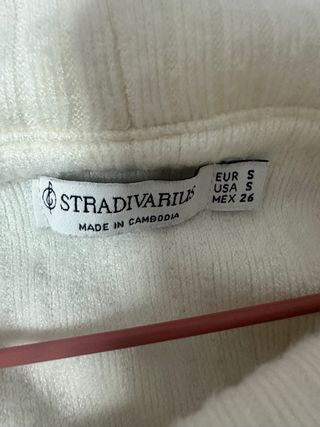 STRADIVARIUS
MADE IN CAMBODIA
EUR S
USA S
MEX 26